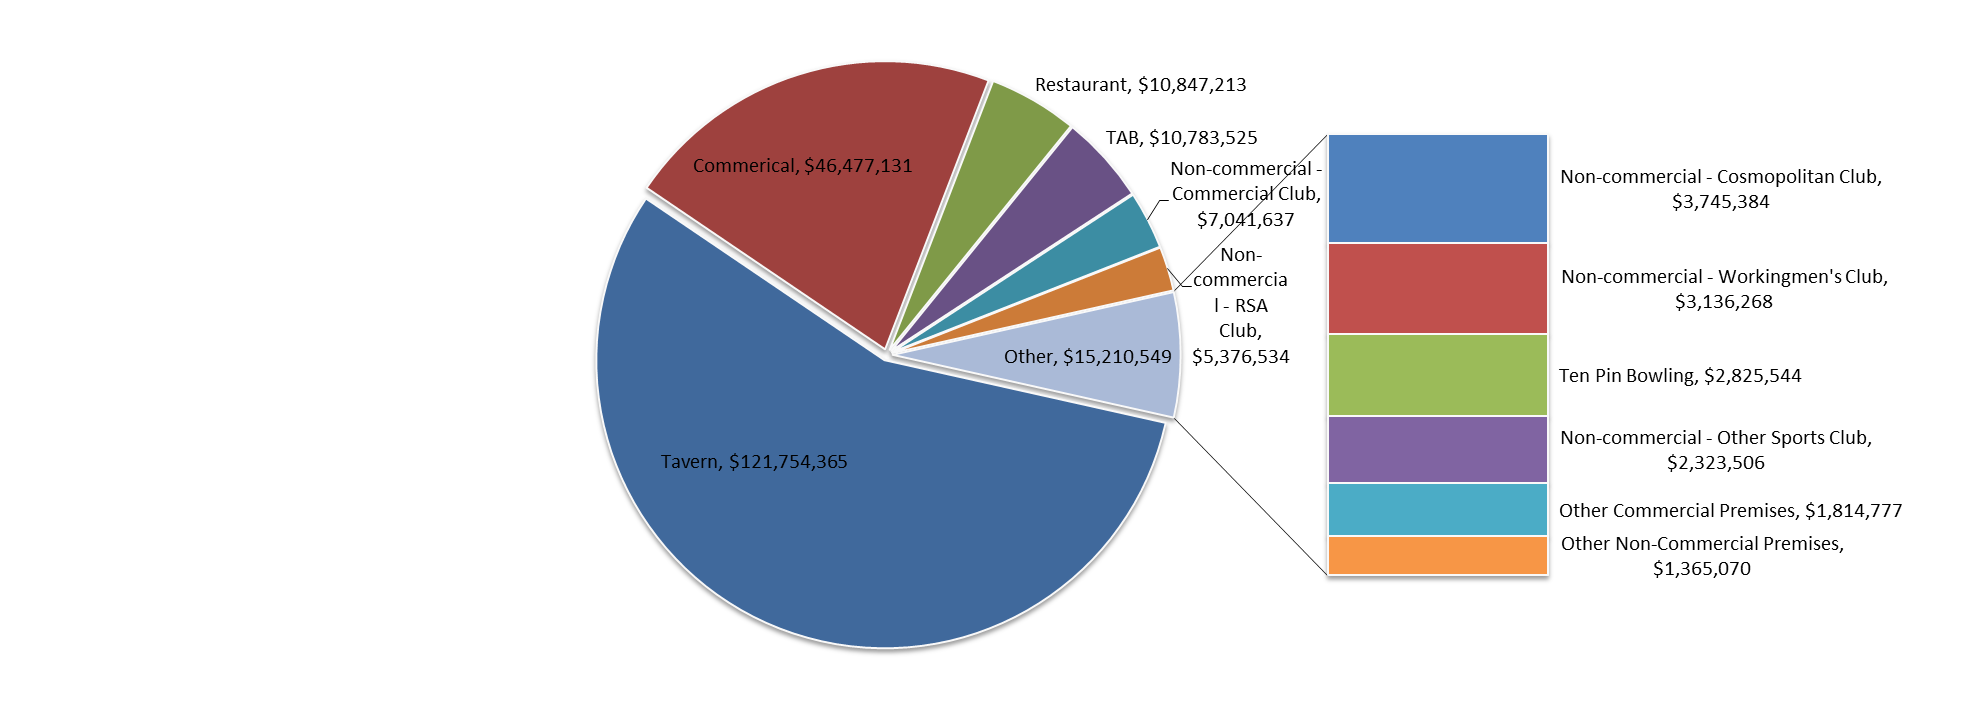 Restaurant, $10,847,213
TAB, $10,783,525
Commerical, $46,477,131
Non-commercial -
Commercial Club,
$7,041,637
Non-
commercia
l - RSA
Club,
$5,376,534
Other, $15,210,549
Tavern, $121,754,365
Non-commercial - Cosmopolitan Club,
$3,745,384
Non-commercial - Workingmen's Club,
$3,136,268
Ten Pin Bowling, $2,825,544
Non-commercial - Other Sports Club,
$2,323,506
Other Commercial Premises, $1,814,777
Other Non-Commercial Premises,
$1,365,070